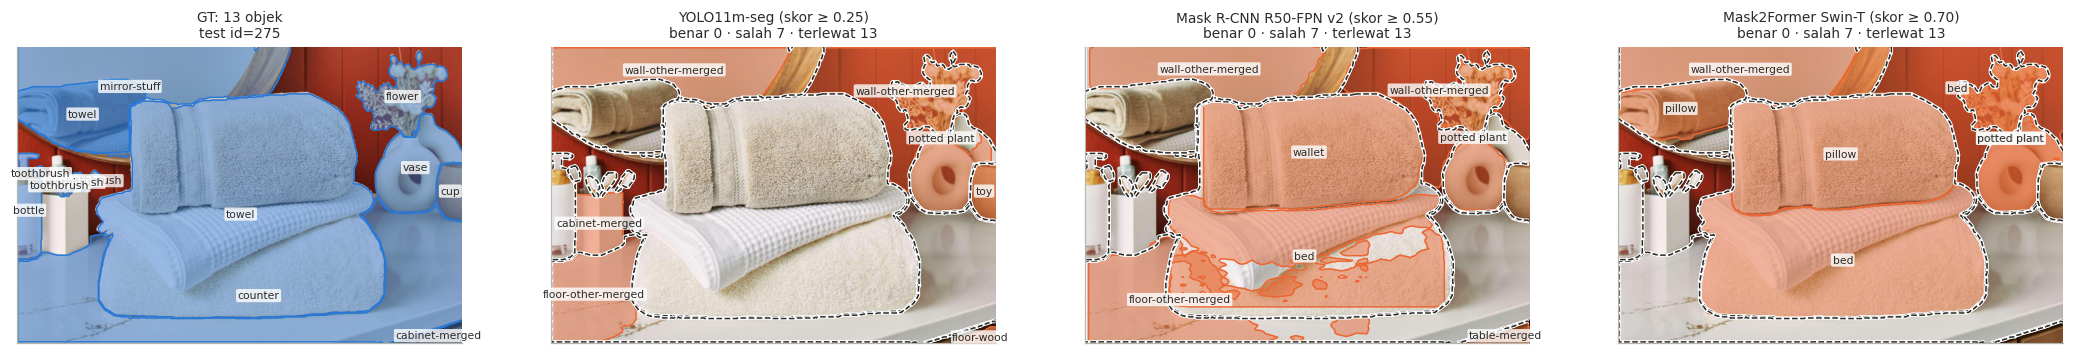 GT: 13 objek
test id=275
mirror-stuff
towel
flower
toothbrush
toothbrush
vase
cup
bottle
towel
counter
cabinet-merged
YOLO11m-seg (skor ≥ 0.25)
benar 0 · salah 7 · terlewat 13
wall-other-merged
wall-other-merged
potted plant
toy
cabinet-merged
floor-other-merged
floor-wood
Mask R-CNN R50-FPN v2 (skor ≥ 0.55)
benar 0 · salah 7 · terlewat 13
wall-other-merged
wall-other-merged
potted plant
wallet
bed
floor-other-merged
table-merged
Mask2Former Swin-T (skor ≥ 0.70)
benar 0 · salah 7 · terlewat 13
wall-other-merged
bed
pillow
potted plant
pillow
bed